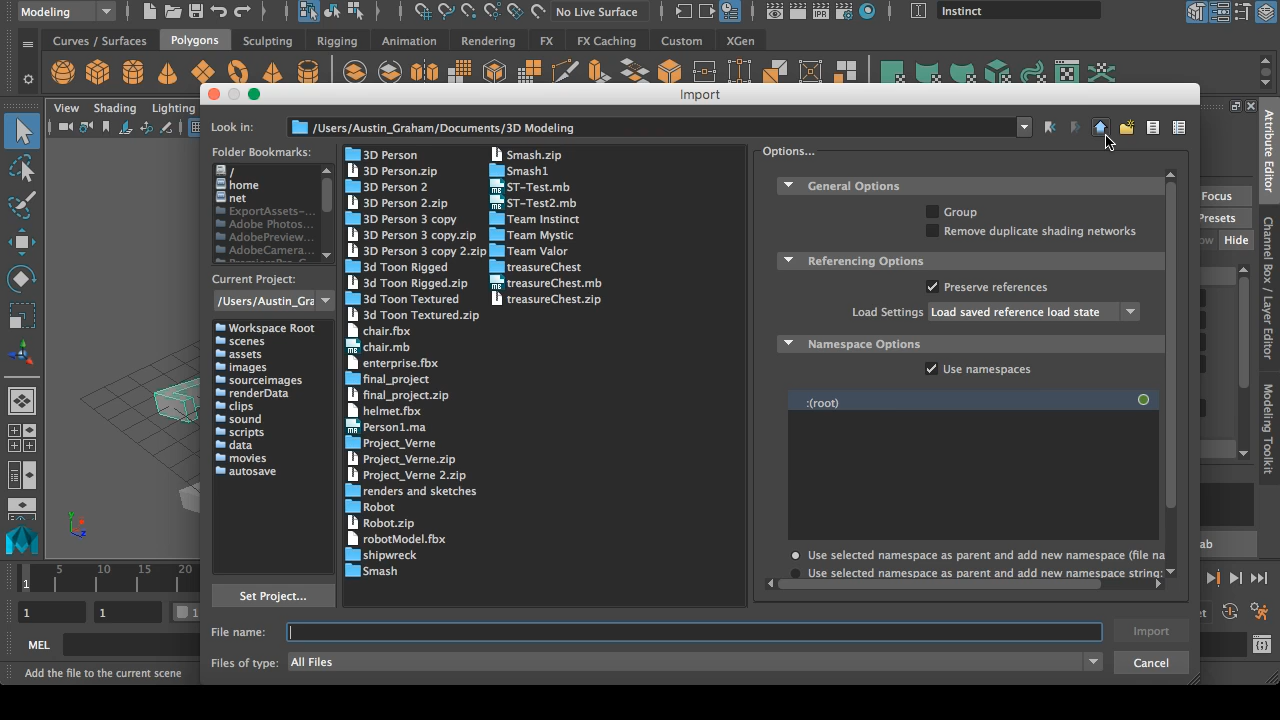 Modeling
No Live Surface
Instinct
Curves / Surfaces
Polygons
Sculpting
Rigging
Animation
Rendering
FX
FX Caching
Custom
XGen
View
Shading
Lighting
Import
Look in:
/Users/Austin_Graham/Documents/3D Modeling
Folder Bookmarks:
/
home
net
ExportAssets-...
Adobe Photos...
AdobePreview...
AdobeCamera...
Current Project:
/Users/Austin_Gra
Workspace Root
scenes
assets
images
sourceimages
renderData
clips
sound
scripts
data
movies
autosave
Set Project...
3D Person
3D Person.zip
3D Person 2
3D Person 2.zip
3D Person 3 copy
3D Person 3 copy.zip
3D Person 3 copy 2.zip
3d Toon Rigged
3d Toon Rigged.zip
3d Toon Textured
3d Toon Textured.zip
chair.fbx
chair.mb
enterprise.fbx
final_project
final_project.zip
helmet.fbx
Person1.ma
Project_Verne
Project_Verne.zip
Project_Verne 2.zip
renders and sketches
Robot
Robot.zip
robotModel.fbx
shipwreck
Smash
Smash.zip
Smash1
ST-Test.mb
ST-Test2.mb
Team Instinct
Team Mystic
Team Valor
treasureChest
treasureChest.mb
treasureChest.zip
Options...
General Options
Group
Remove duplicate shading networks
Referencing Options
Preserve references
Load Settings Load saved reference load state
Namespace Options
Use namespaces
:(root)
Use selected namespace as parent and add new namespace (file na
Use selected namespace as parent and add new namespace string:
File name:
Import
Files of type: All Files
Cancel
Focus
Presets
ow Hide
Attribute Editor
Channel Box / Layer Editor
Modeling Toolkit
ab
5 10 15 20
1
1
1
1
et
MEL
Add the file to the current scene